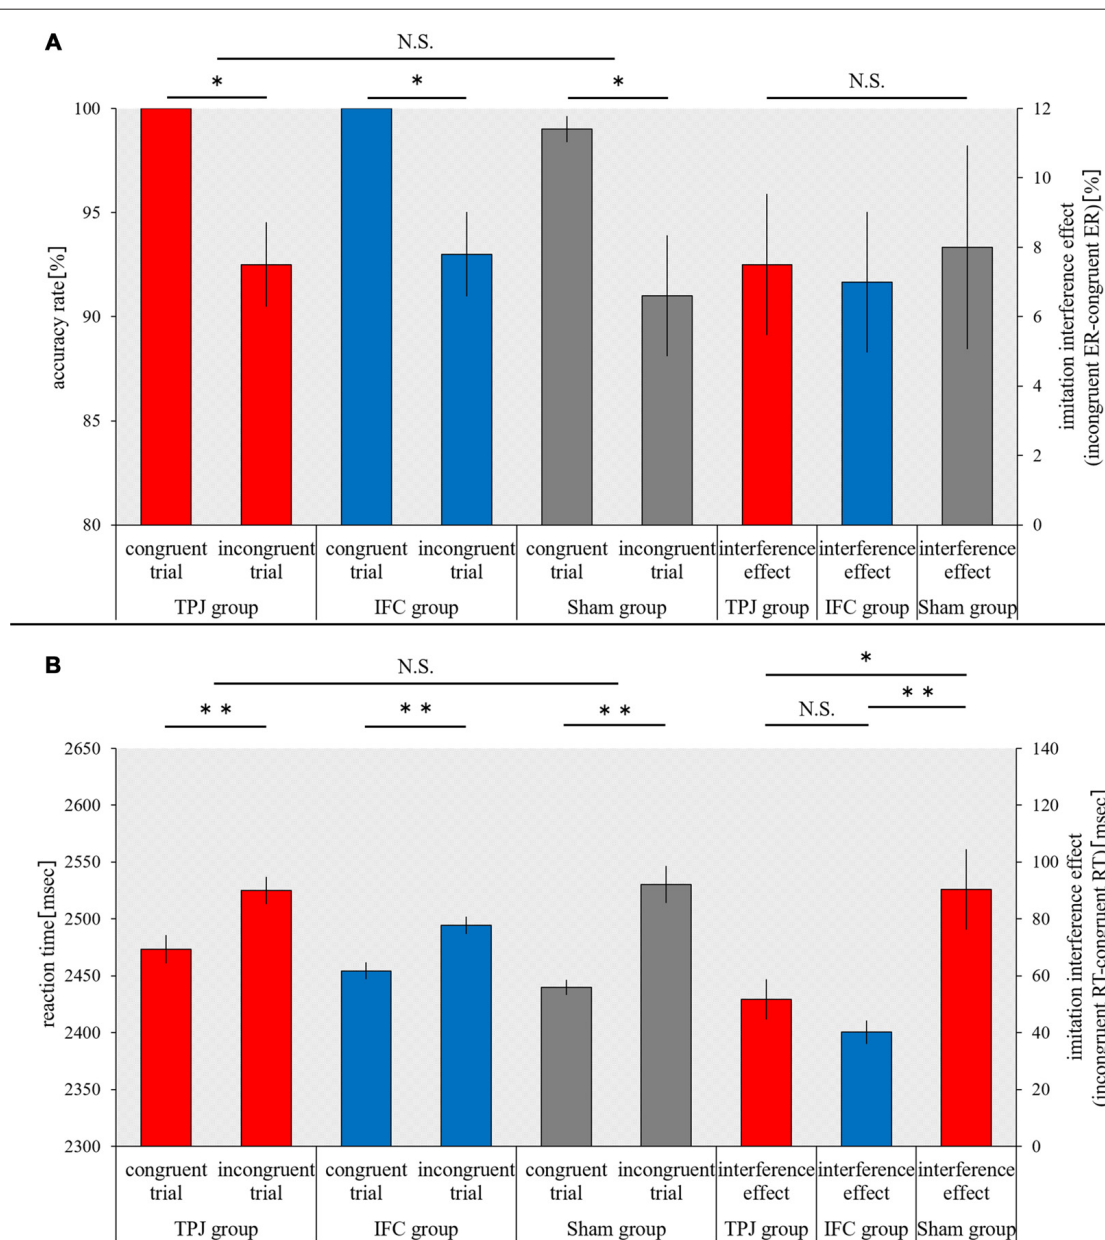 A
N.S.
* * * N.S.
100 12
95 10
90 8
85 6
80 4
2
0
accuracy rate[%]
imitation interference effect
(incongruent ER-congruent ER)[%]
congruent incongruent congruent incongruent congruent incongruent interference interference interference
trial trial trial trial trial trial effect effect effect
TPJ group IFC group Sham group TPJ group IFC group Sham group
B
N.S. *
** ** ** N.S. **
2650 140
2600 120
2550 100
2500 80
2450 60
2400 40
2350 20
2300 0
reaction time[msec]
imitation interference effect
(incongruent RT-congruent RT)[msec]
congruent incongruent congruent incongruent congruent incongruent interference interference interference
trial trial trial trial trial trial effect effect effect
TPJ group IFC group Sham group TPJ group IFC group Sham group